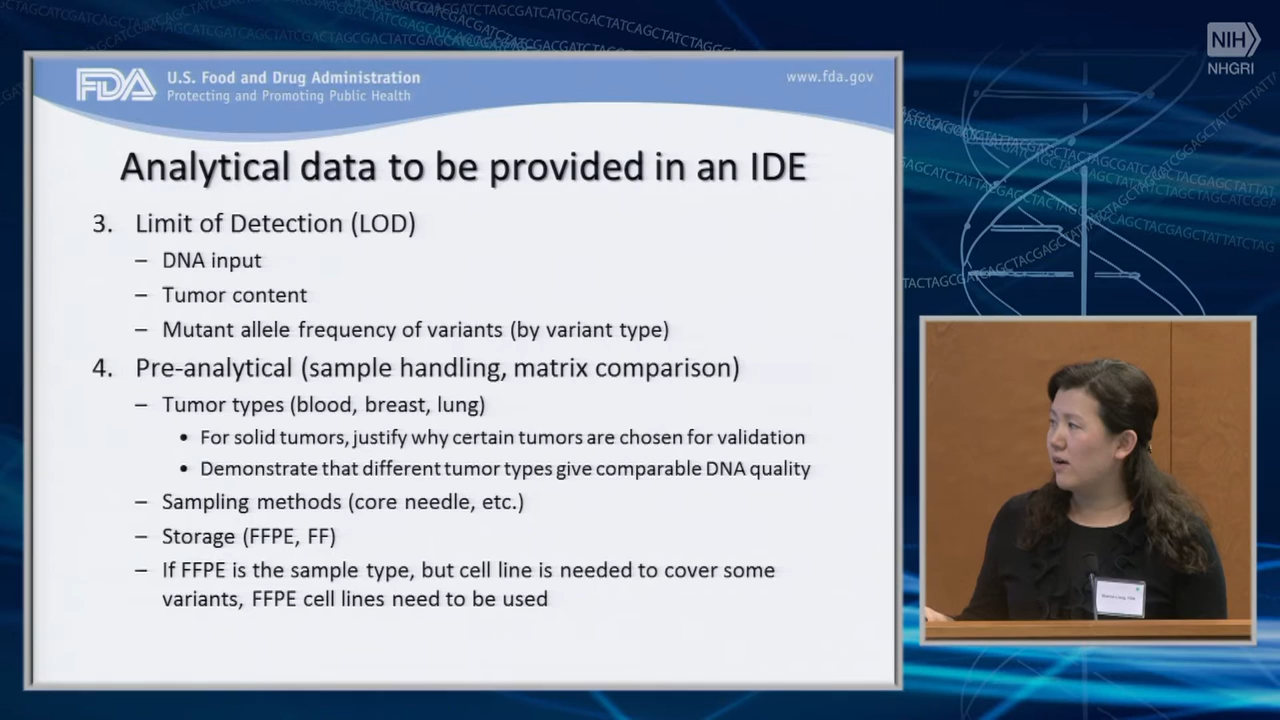 NIH
NHGRI
FDA U.S. Food and Drug Administration
Protecting and Promoting Public Health
www.fda.gov
Analytical data to be provided in an IDE
3. Limit of Detection (LOD)
– DNA input
– Tumor content
– Mutant allele frequency of variants (by variant type)
4. Pre-analytical (sample handling, matrix comparison)
– Tumor types (blood, breast, lung)
• For solid tumors, justify why certain tumors are chosen for validation
• Demonstrate that different tumor types give comparable DNA quality
– Sampling methods (core needle, etc.)
– Storage (FFPE, FF)
– If FFPE is the sample type, but cell line is needed to cover some
variants, FFPE cell lines need to be used